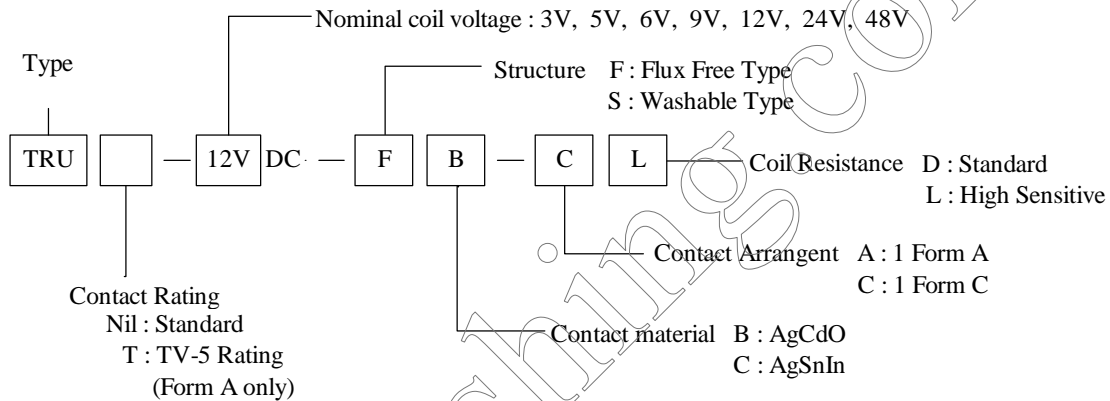 Nominal coil voltage : 3V, 5V, 6V, 9V, 12V, 24V, 48V
Type
Structure F : Flux Free Type
S : Washable Type
TRU — 12V DC — F B — C L
Coil Resistance D : Standard
L : High Sensitive
Contact Arrangent A : 1 Form A
C : 1 Form C
Contact Rating
Nil : Standard
T : TV-5 Rating
(Form A only)
Contact material B : AgCdO
C : AgSnIn